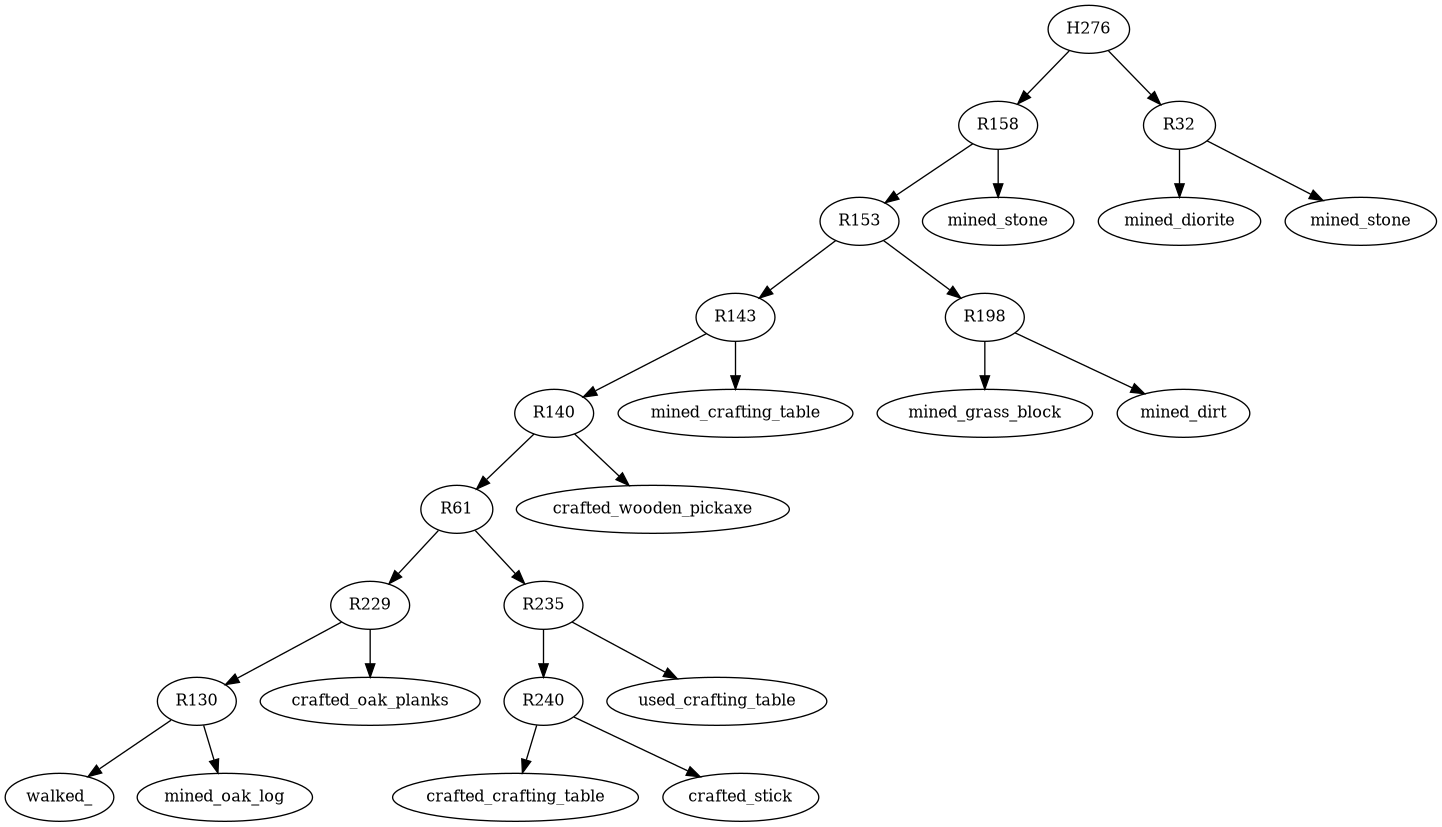 H276
R158
R32
R153
mined_stone
mined_diorite
mined_stone
R143
R198
R140
mined_crafting_table
mined_grass_block
mined_dirt
R61
crafted_wooden_pickaxe
R229
R235
R130
crafted_oak_planks
R240
used_crafting_table
walked_
mined_oak_log
crafted_crafting_table
crafted_stick